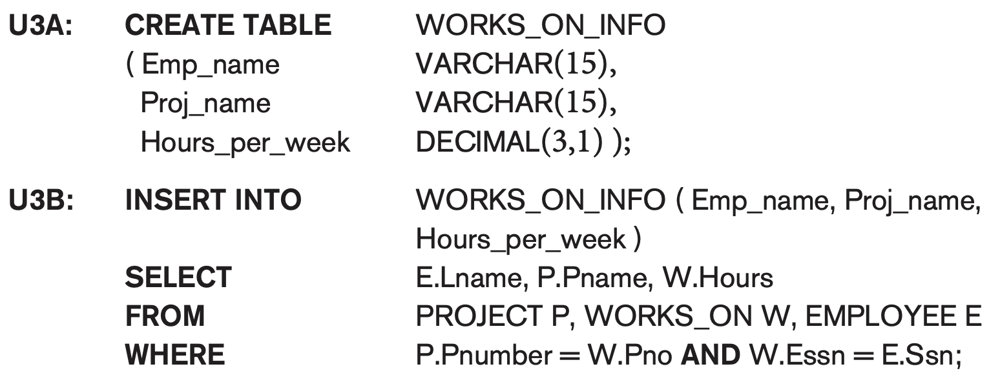 U3A: CREATE TABLE WORKS_ON_INFO
( Emp_name VARCHAR(15),
Proj_name VARCHAR(15),
Hours_per_week DECIMAL(3,1) );
U3B: INSERT INTO WORKS_ON_INFO ( Emp_name, Proj_name,
Hours_per_week )
SELECT E.Lname, P.Pname, W.Hours
FROM PROJECT P, WORKS_ON W, EMPLOYEE E
WHERE P.Pnumber = W.Pno AND W.Essn = E.Ssn;